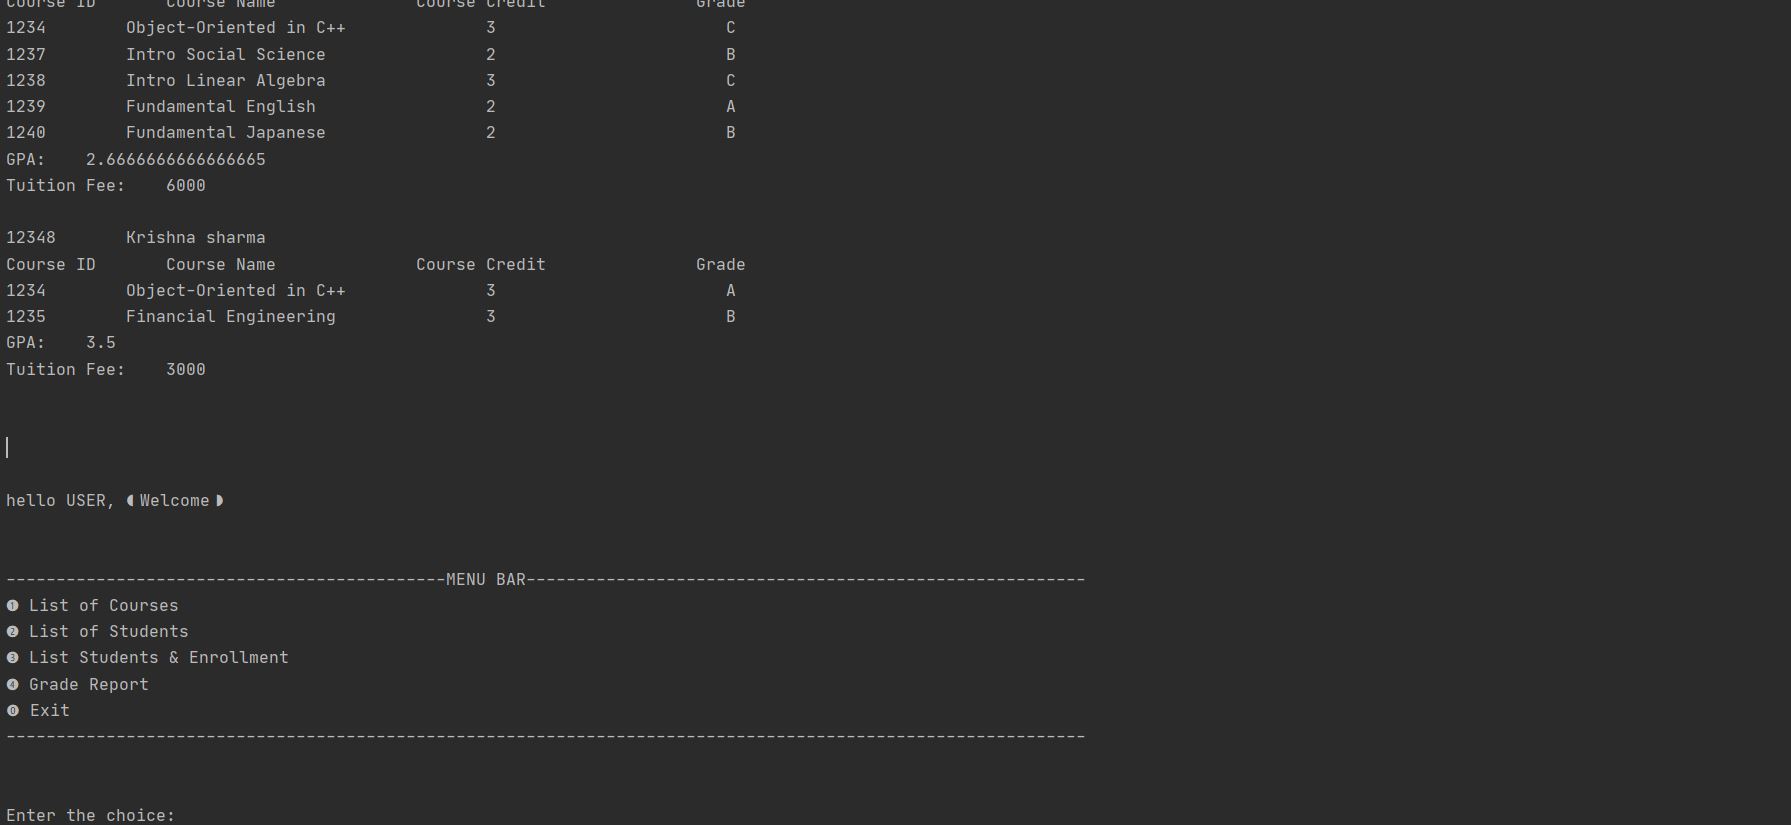 Course ID       Course Name              Course Credit               Grade
1234        Object-Oriented in C++              3                       C
1237        Intro Social Science                2                       B
1238        Intro Linear Algebra                3                       C
1239        Fundamental English                 2                       A
1240        Fundamental Japanese                2                       B
GPA:    2.6666666666666665
Tuition Fee:    6000
12348       Krishna sharma
Course ID       Course Name              Course Credit               Grade
1234        Object-Oriented in C++              3                       A
1235        Financial Engineering               3                       B
GPA:    3.5
Tuition Fee:    3000
hello USER, ◖Welcome◗
--------------------------------------------MENU BAR--------------------------------------------------------
❶ List of Courses
❷ List of Students
❸ List Students & Enrollment
❹ Grade Report
⓿ Exit
------------------------------------------------------------------------------------------------------------
Enter the choice: